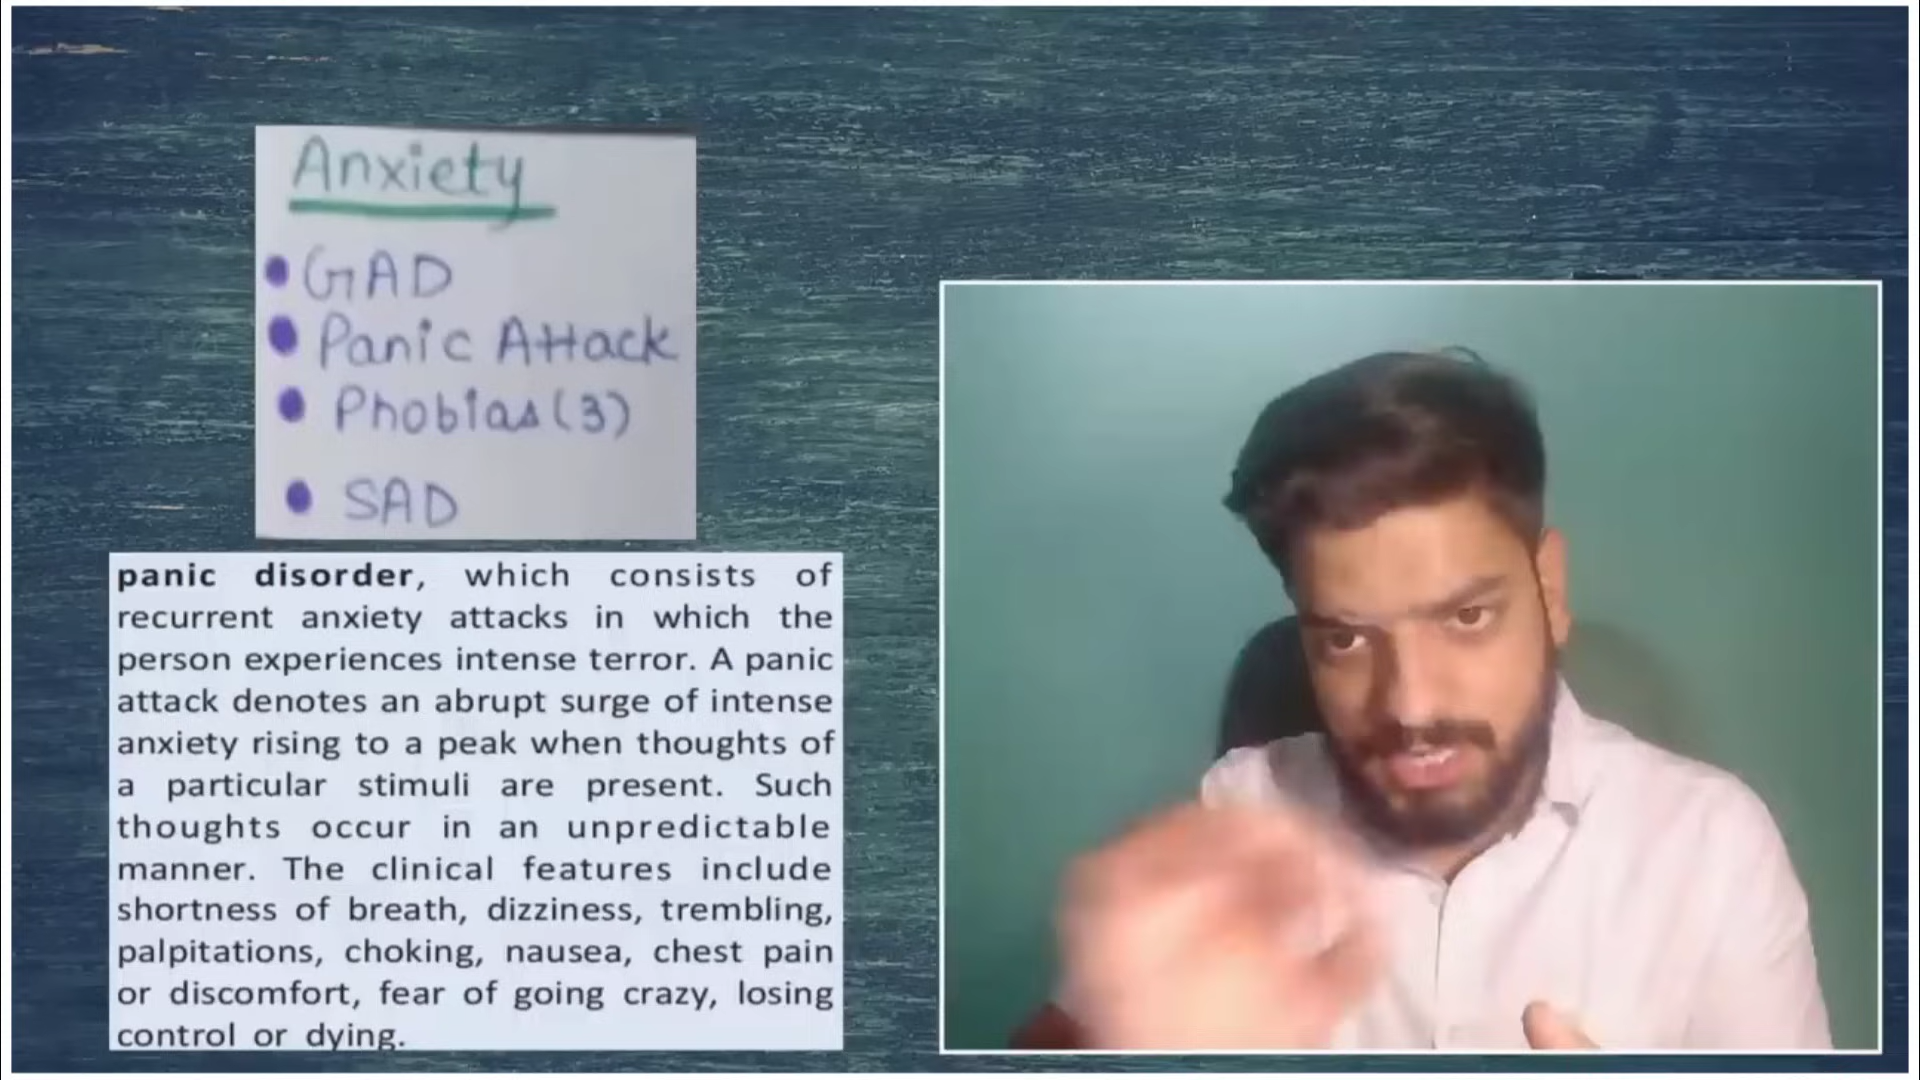 Anxiety
GAD
Panic Attack
Phobias (3)
SAD
panic disorder, which consists of
recurrent anxiety attacks in which the
person experiences intense terror. A panic
attack denotes an abrupt surge of intense
anxiety rising to a peak when thoughts of
a particular stimuli are present. Such
thoughts occur in an unpredictable
manner. The clinical features include
shortness of breath, dizziness, trembling,
palpitations, choking, nausea, chest pain
or discomfort, fear of going crazy, losing
control or dying.